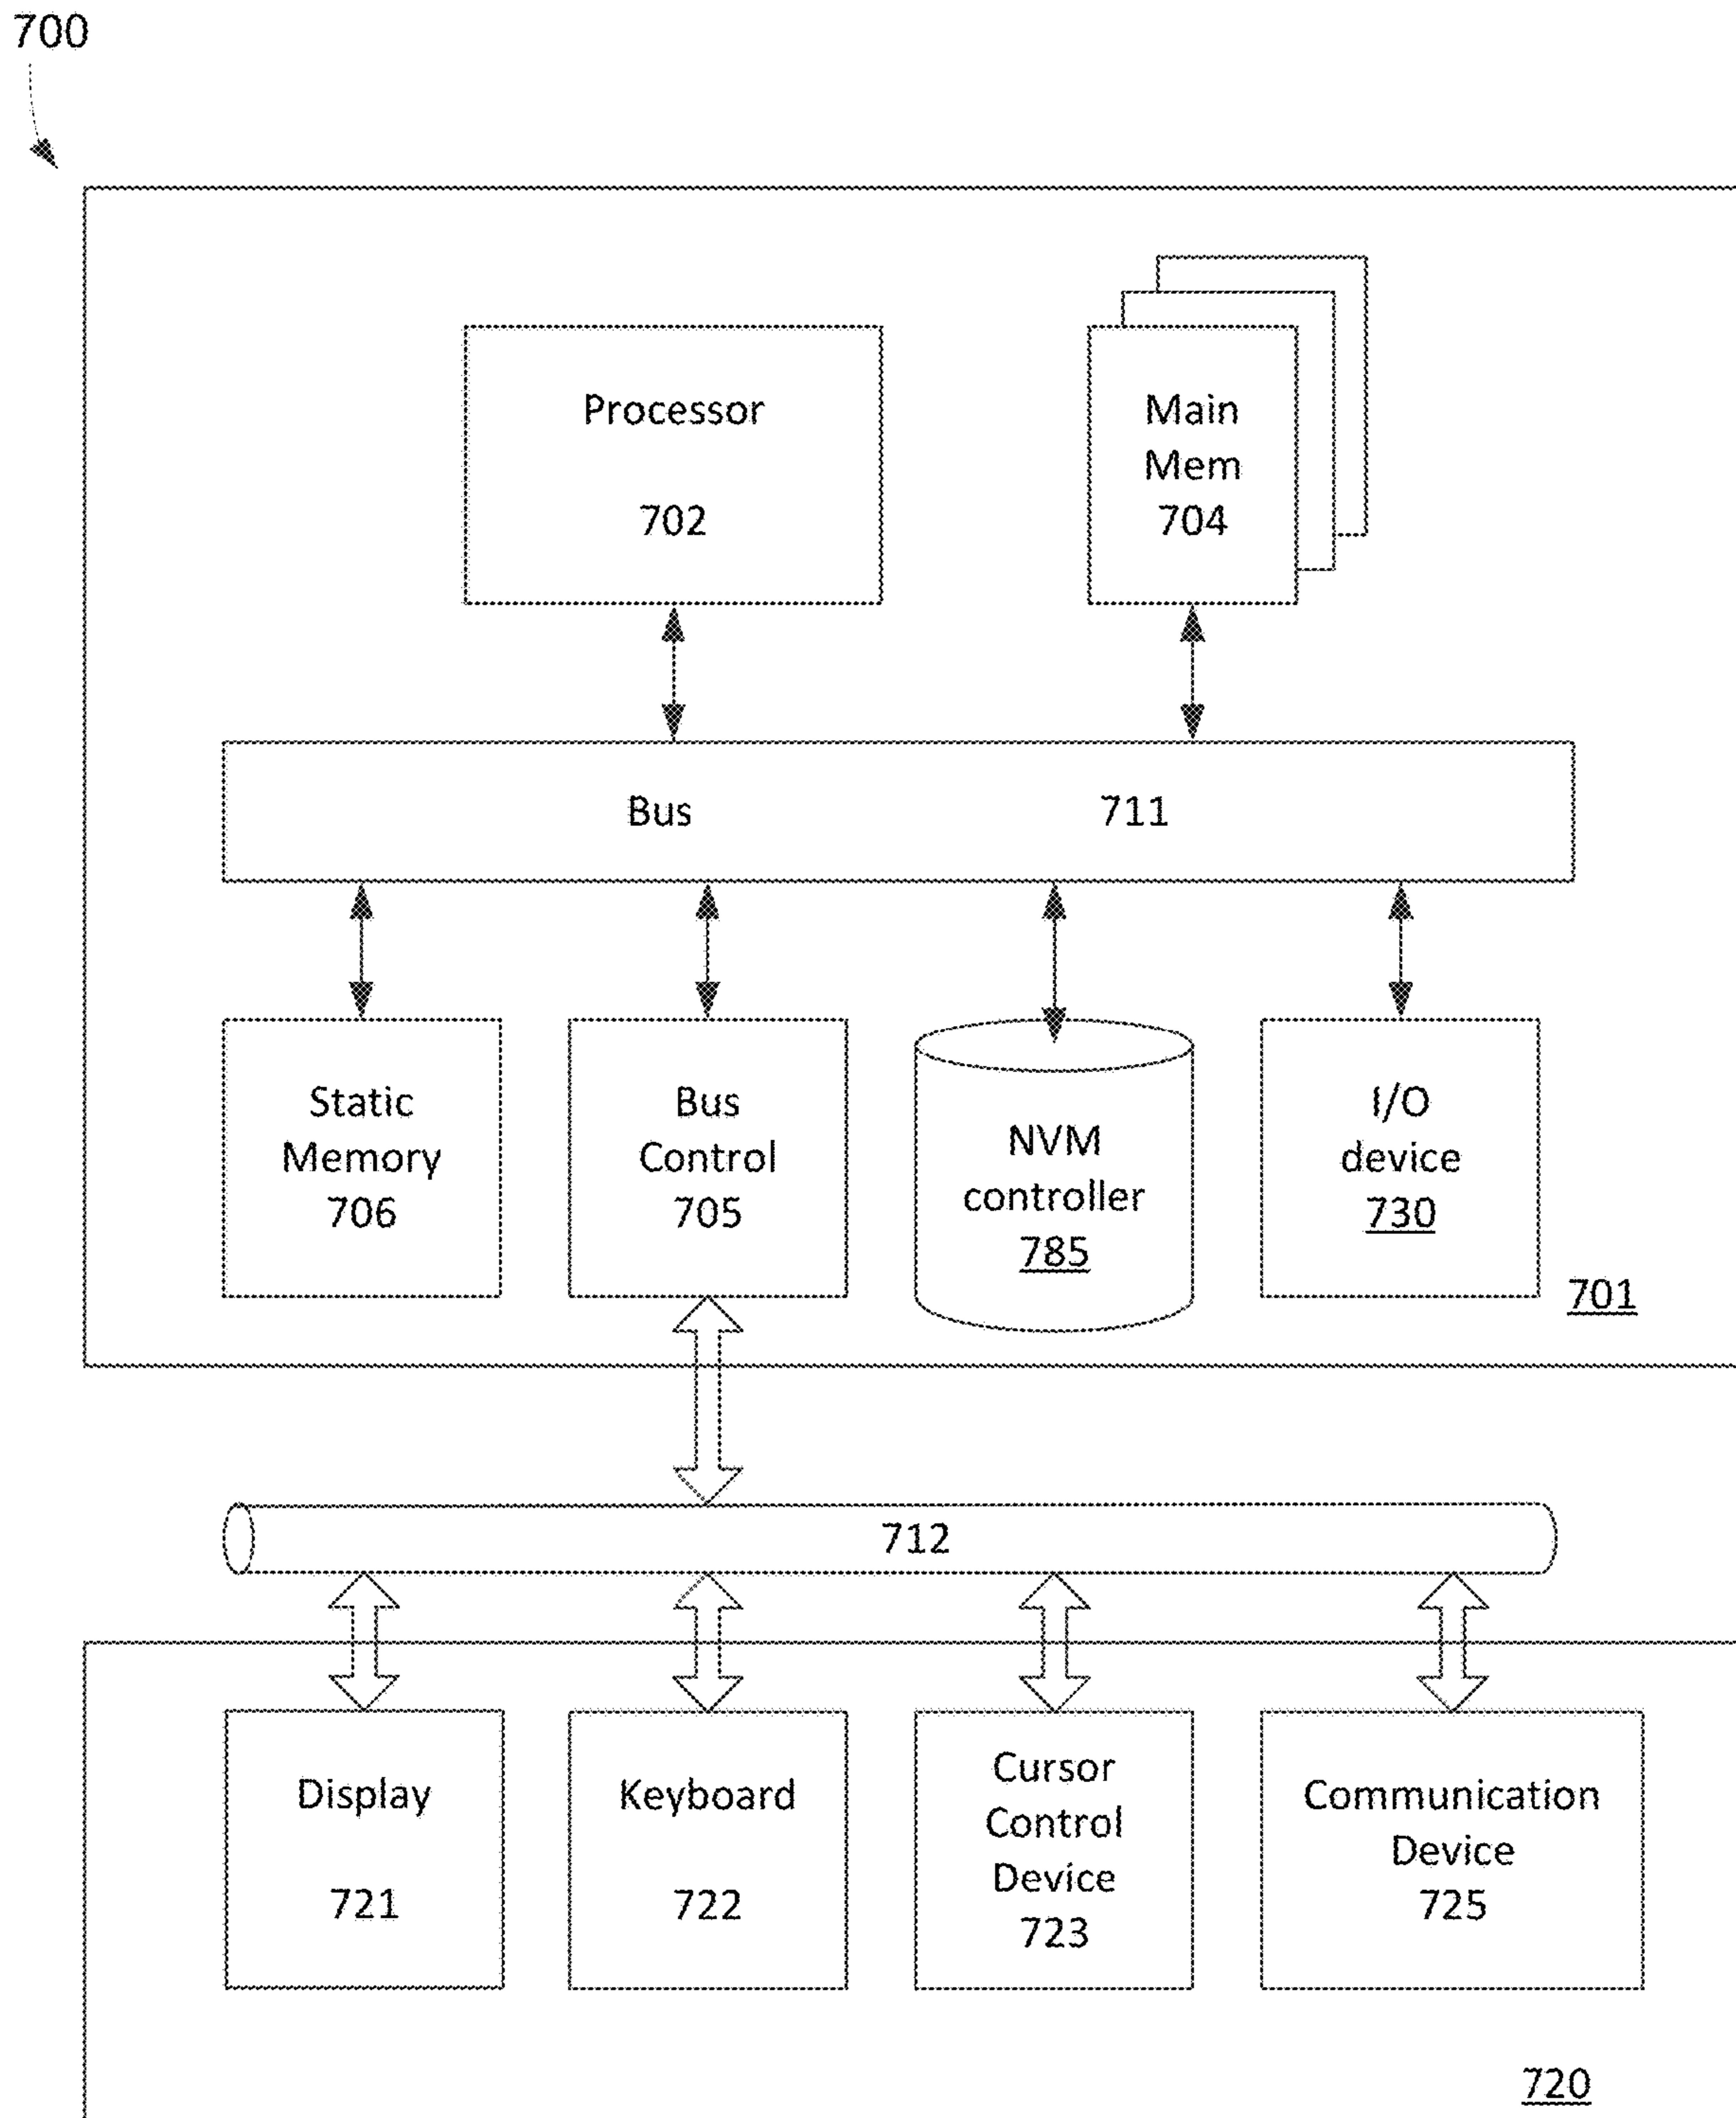 700
Processor
702
Main
Mem
704
Bus 711
Static
Memory
706
Bus
Control
705
NVM
controller
785
I/O
device
730
701
712
Display
721
Keyboard
722
Cursor
Control
Device
723
Communication
Device
725
720